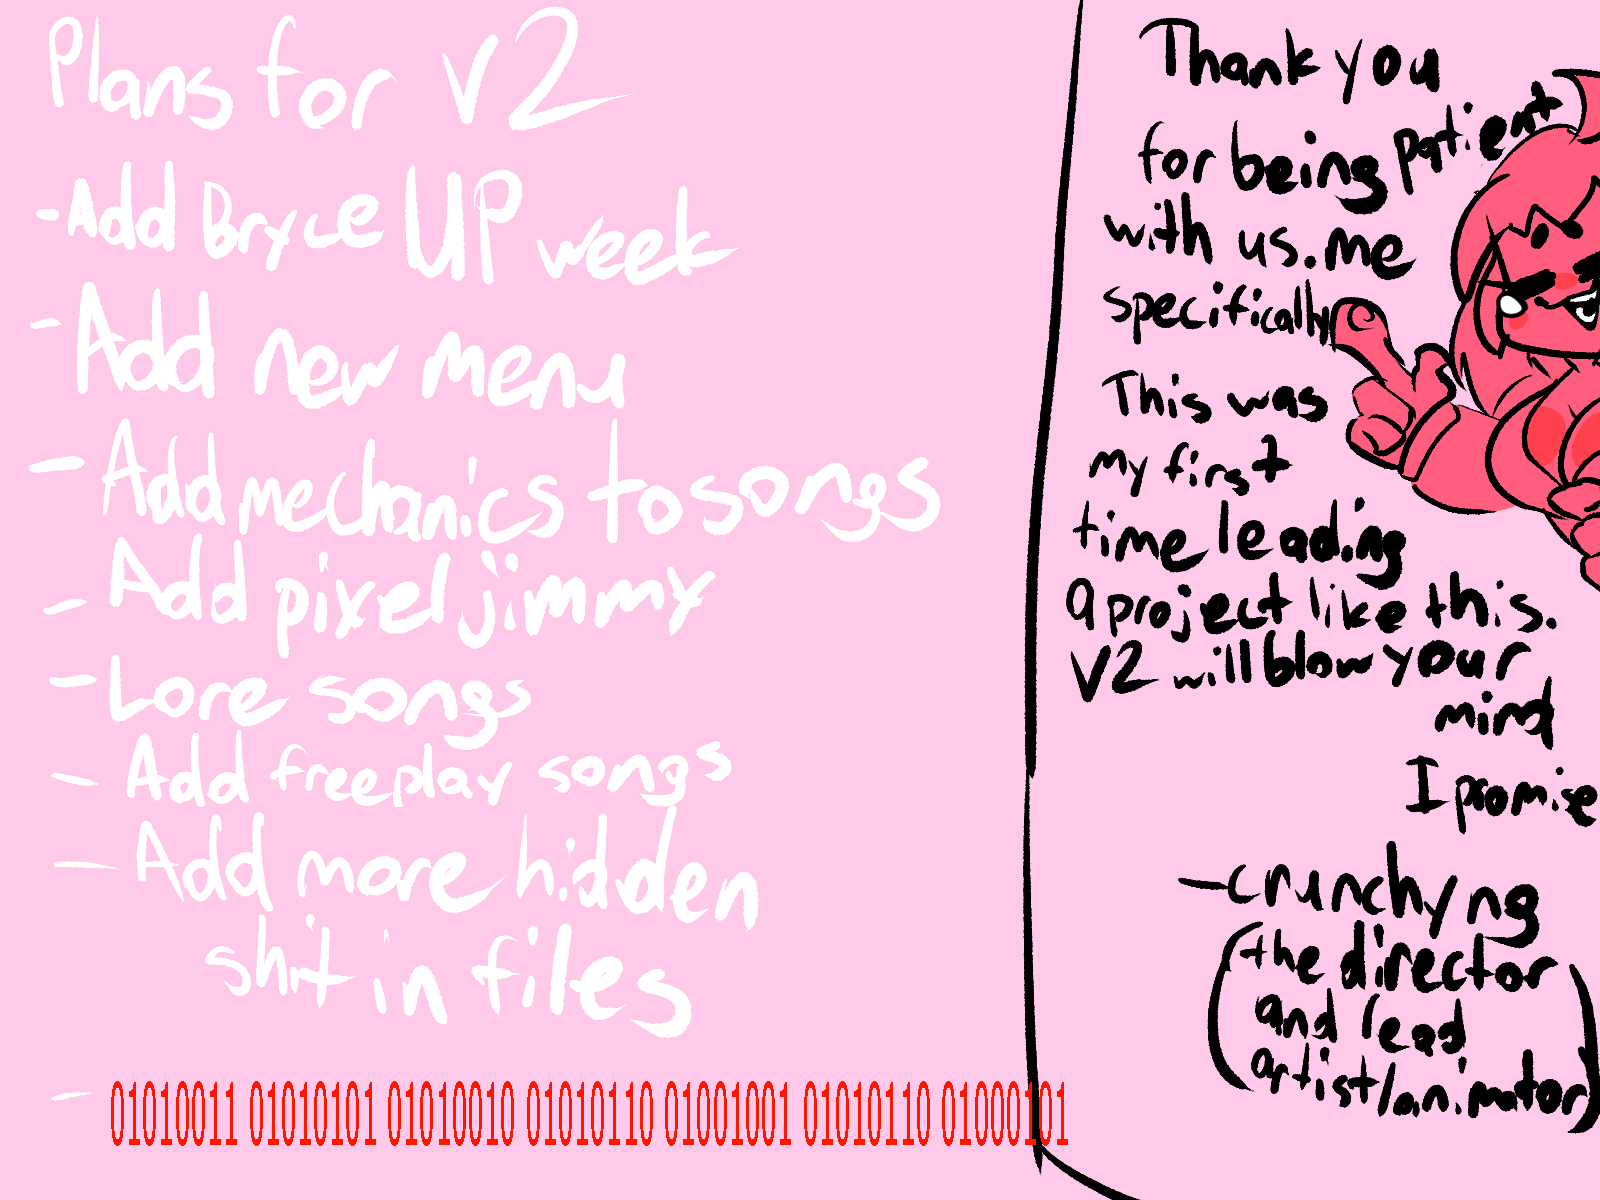 Plans for V2
- Add Bryce UP week
- Add new menu
- Add mechanics to songs
- Add pixel jimmy
- Lore songs
- Add freeplay songs
- Add more hidden
shit in files
- 01010011 01010101 01010010 01010110 01001001 01010110 01000101
Thank you
for being patient
with us. me
specifically
This was
my first
time leading
a project like this.
V2 will blow your
mind
I promise
- crunchyng
(the director
and lead
artist/animator)